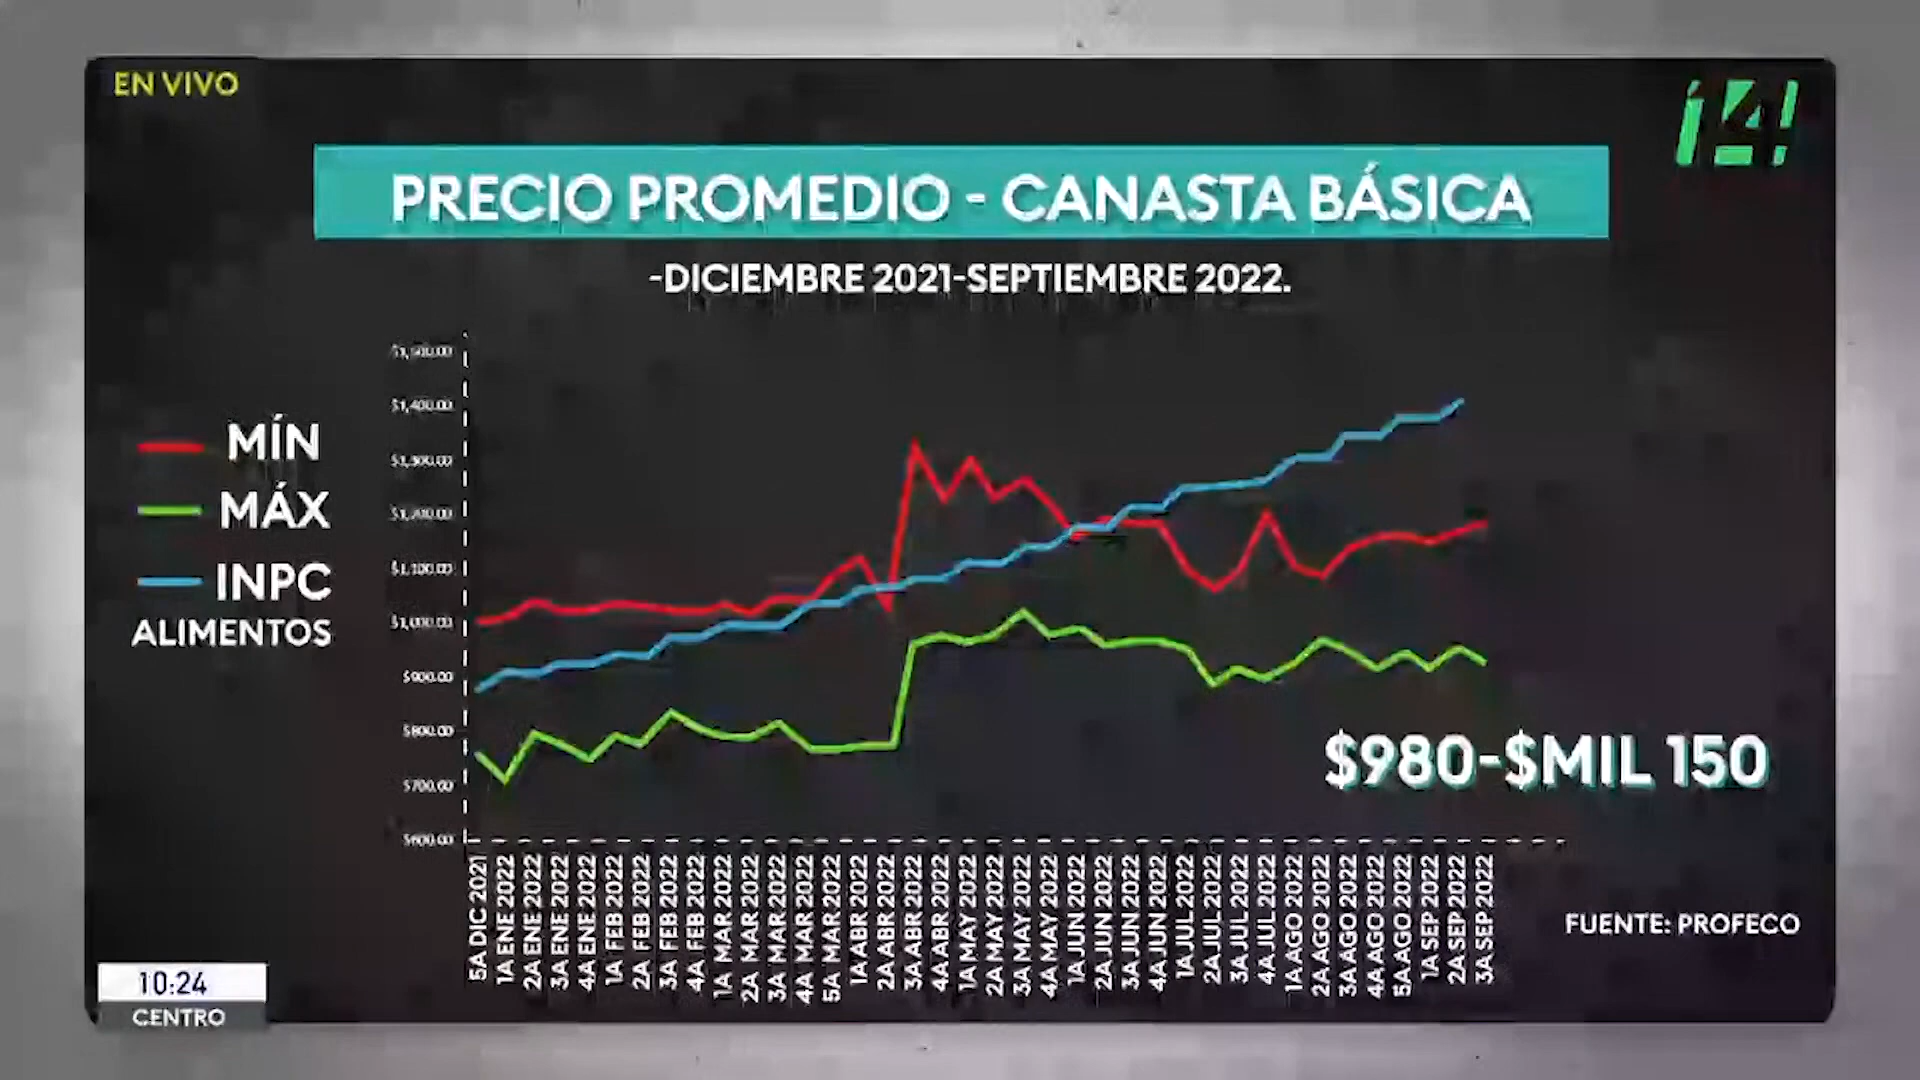 EN VIVO
14
PRECIO PROMEDIO - CANASTA BÁSICA
-DICIEMBRE 2021-SEPTIEMBRE 2022.
MÍN
MÁX
INPC
ALIMENTOS
$1,500.00
$1,400.00
$1,300.00
$1,200.00
$1,100.00
$1,000.00
$900.00
$800.00
$700.00
$600.00
$980-$MIL 150
5A DIC 2021
1A ENE 2022
2A ENE 2022
3A ENE 2022
4A ENE 2022
1A FEB 2022
2A FEB 2022
3A FEB 2022
4A FEB 2022
1A MAR 2022
2A MAR 2022
3A MAR 2022
4A MAR 2022
5A MAR 2022
1A ABR 2022
2A ABR 2022
3A ABR 2022
4A ABR 2022
1A MAY 2022
2A MAY 2022
3A MAY 2022
4A MAY 2022
1A JUN 2022
2A JUN 2022
3A JUN 2022
4A JUN 2022
1A JUL 2022
2A JUL 2022
3A JUL 2022
4A JUL 2022
1A AGO 2022
2A AGO 2022
3A AGO 2022
4A AGO 2022
5A AGO 2022
1A SEP 2022
2A SEP 2022
3A SEP 2022
FUENTE: PROFECO
10:24
CENTRO